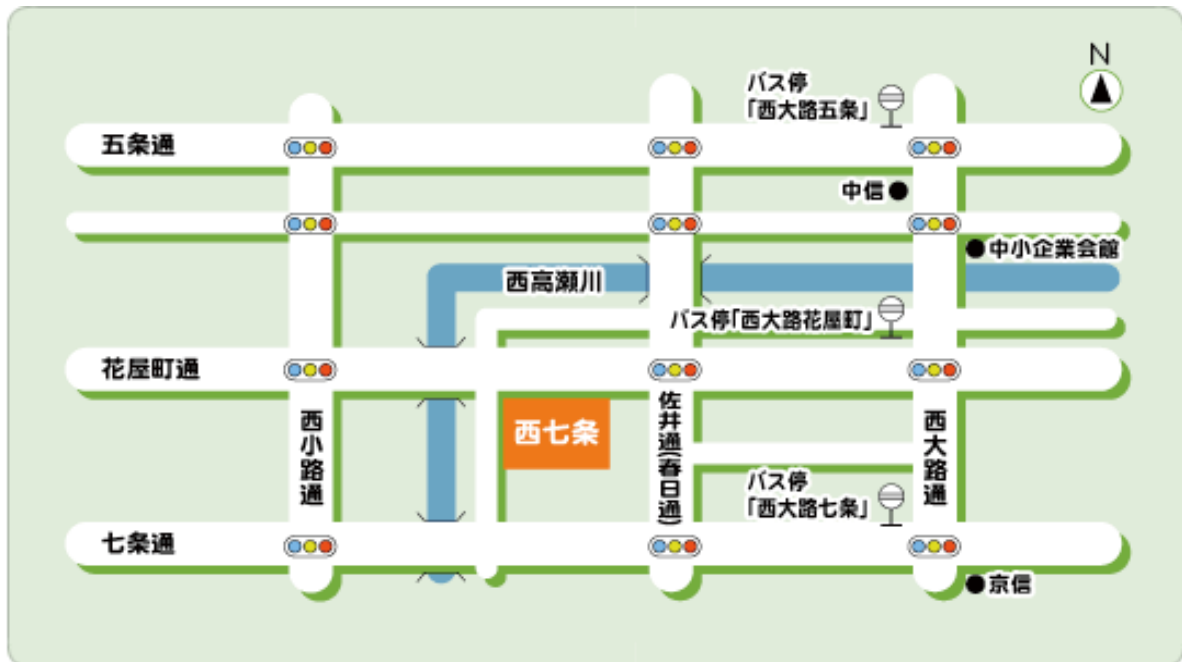 N
バス停
「西大路五条」
五条通
中信
中小企業会館
西高瀬川
バス停「西大路花屋町」
花屋町通
西小路通
西七条
佐井通(春日通)
西大路通
バス停
「西大路七条」
七条通
京信